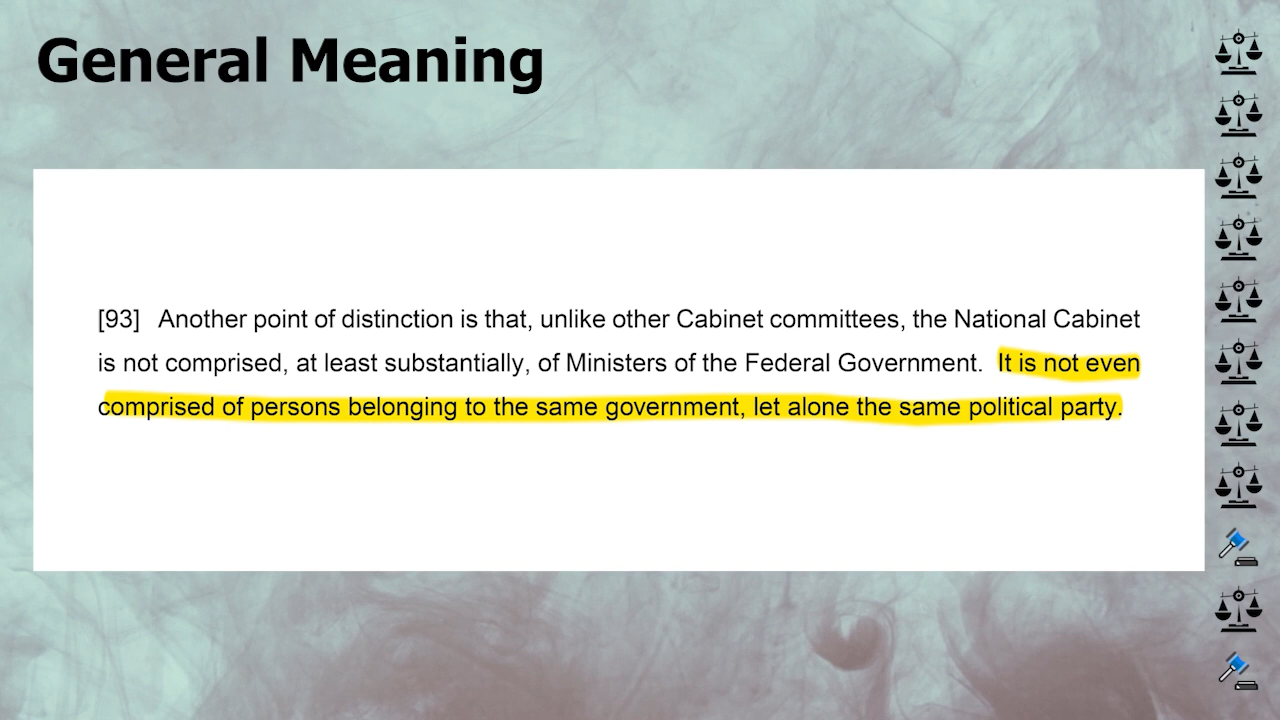 General Meaning
[93] Another point of distinction is that, unlike other Cabinet committees, the National Cabinet
is not comprised, at least substantially, of Ministers of the Federal Government. It is not even
comprised of persons belonging to the same government, let alone the same political party.